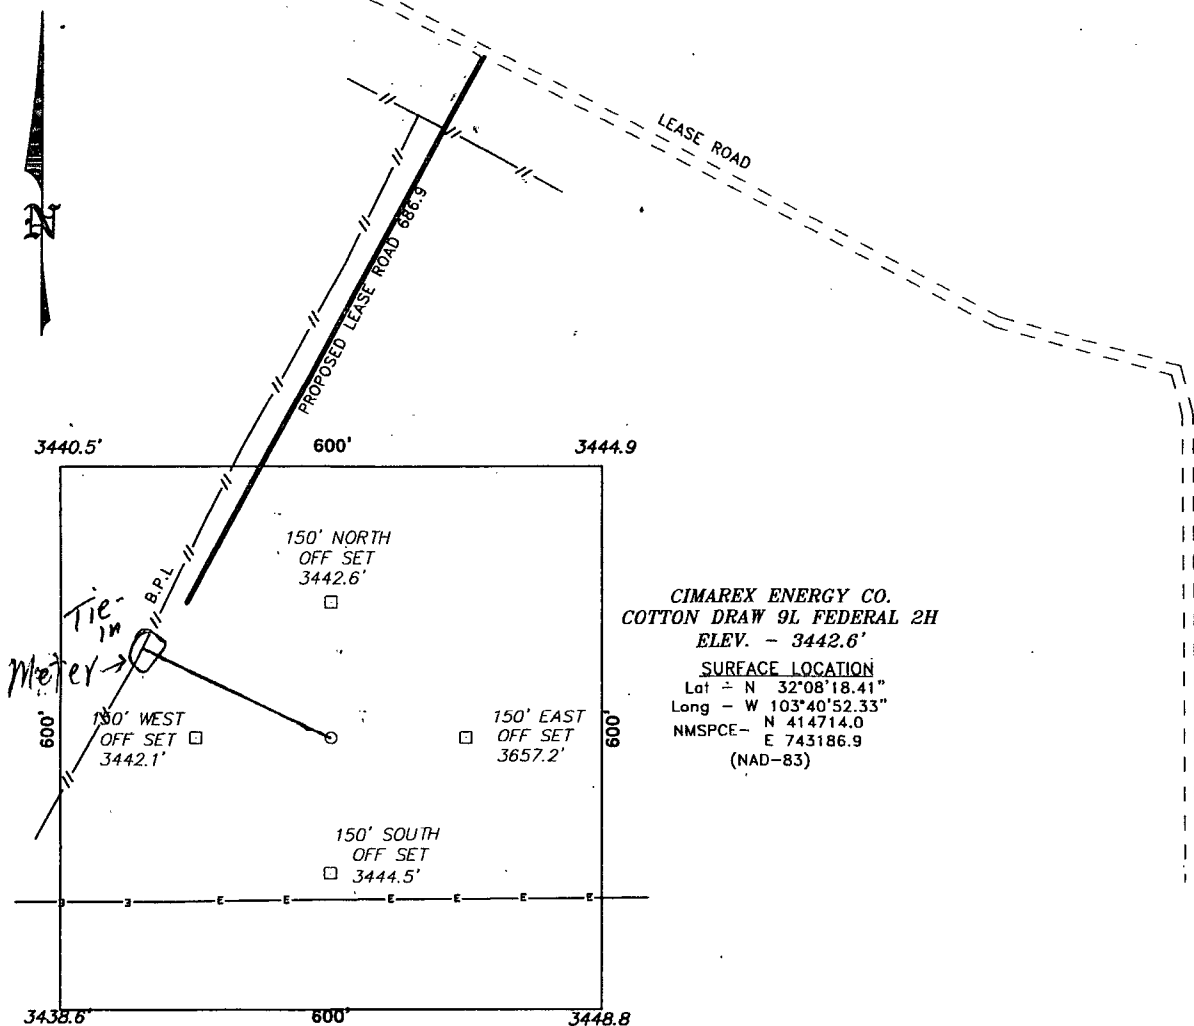 LEASE ROAD
N
PROPOSED LEASE ROAD 686.9
3440.5'
600'
3444.9
150' NORTH
OFF SET
3442.6'
B.P.L
Tie-
in
Meter
CIMAREX ENERGY CO.
COTTON DRAW 9L FEDERAL 2H
ELEV. - 3442.6'
SURFACE LOCATION
Lat - N 32°08'18.41"
Long - W 103°40'52.33"
NMSPCE- N 414714.0
E 743186.9
(NAD-83)
600'
150' WEST
OFF SET
3442.1'
150' EAST
OFF SET
3657.2'
600'
150' SOUTH
OFF SET
3444.5'
E E E E E E E E
3438.6'
600'
3448.8